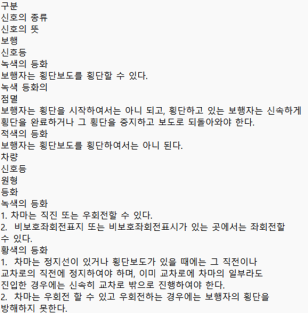 구분
신호의 종류
신호의 뜻
보행
신호등
녹색의 등화
보행자는 횡단보도를 횡단할 수 있다.
녹색 등화의
점멸
보행자는 횡단을 시작하여서는 아니 되고, 횡단하고 있는 보행자는 신속하게
횡단을 완료하거나 그 횡단을 중지하고 보도로 되돌아와야 한다.
적색의 등화
보행자는 횡단보도를 횡단하여서는 아니 된다.
차량
신호등
원형
등화
녹색의 등화
1. 차마는 직진 또는 우회전할 수 있다.
2. 비보호좌회전표지 또는 비보호좌회전표시가 있는 곳에서는 좌회전할
수 있다.
황색의 등화
1. 차마는 정지선이 있거나 횡단보도가 있을 때에는 그 직전이나
교차로의 직전에 정지하여야 하며, 이미 교차로에 차마의 일부라도
진입한 경우에는 신속히 교차로 밖으로 진행하여야 한다.
2. 차마는 우회전 할 수 있고 우회전하는 경우에는 보행자의 횡단을
방해하지 못한다.